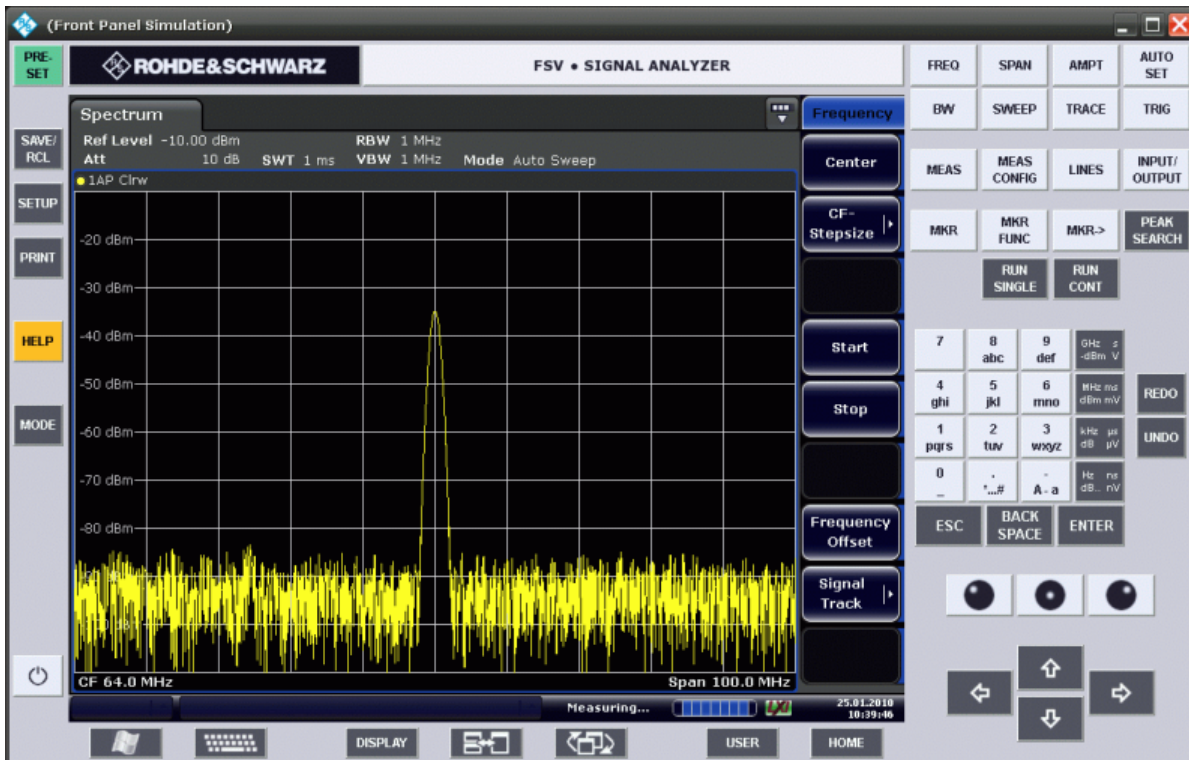 (Front Panel Simulation)
PRE-
SET
ROHDE&SCHWARZ
FSV • SIGNAL ANALYZER
FREQ
SPAN
AMPT
AUTO
SET
Spectrum
Frequency
BW
SWEEP
TRACE
TRIG
SAVE/
RCL
Ref Level -10.00 dBm
RBW 1 MHz
Att 10 dB
SWT 1 ms
VBW 1 MHz
Mode Auto Sweep
1AP Clrw
Center
MEAS
MEAS
CONFIG
LINES
INPUT/
OUTPUT
SETUP
CF-
Stepsize
MKR
MKR
FUNC
MKR->
PEAK
SEARCH
PRINT
-20 dBm
-30 dBm
RUN
SINGLE
RUN
CONT
HELP
-40 dBm
Start
7
8
abc
9
def
GHz s
-dBm V
-50 dBm
Stop
4
ghi
5
jkl
6
mno
MHz ms
dBm mV
REDO
MODE
-60 dBm
1
pqrs
2
tuv
3
wxyz
kHz µs
dB µV
UNDO
-70 dBm
0
_
.
*...#
-
A - a
Hz ns
dB.. nV
-80 dBm
Frequency
Offset
ESC
BACK
SPACE
ENTER
Signal
Track
CF 64.0 MHz
Span 100.0 MHz
Measuring...
LXI
25.01.2010
10:39:46
DISPLAY
USER
HOME